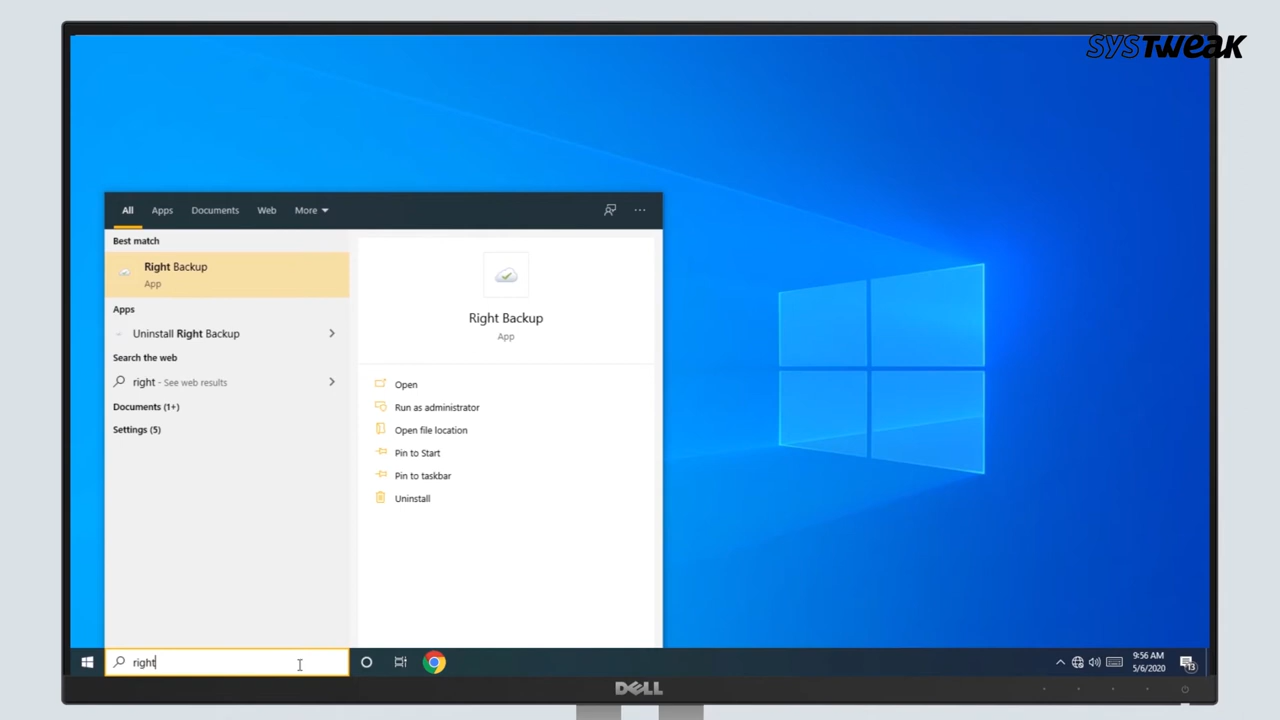 SYSTweak
All Apps Documents Web More
Best match
Right Backup
App
Apps
Uninstall Right Backup
Search the web
right - See web results
Documents (1+)
Settings (5)
Right Backup
App
Open
Run as administrator
Open file location
Pin to Start
Pin to taskbar
Uninstall
right
9:56 AM
5/6/2020
13
DELL